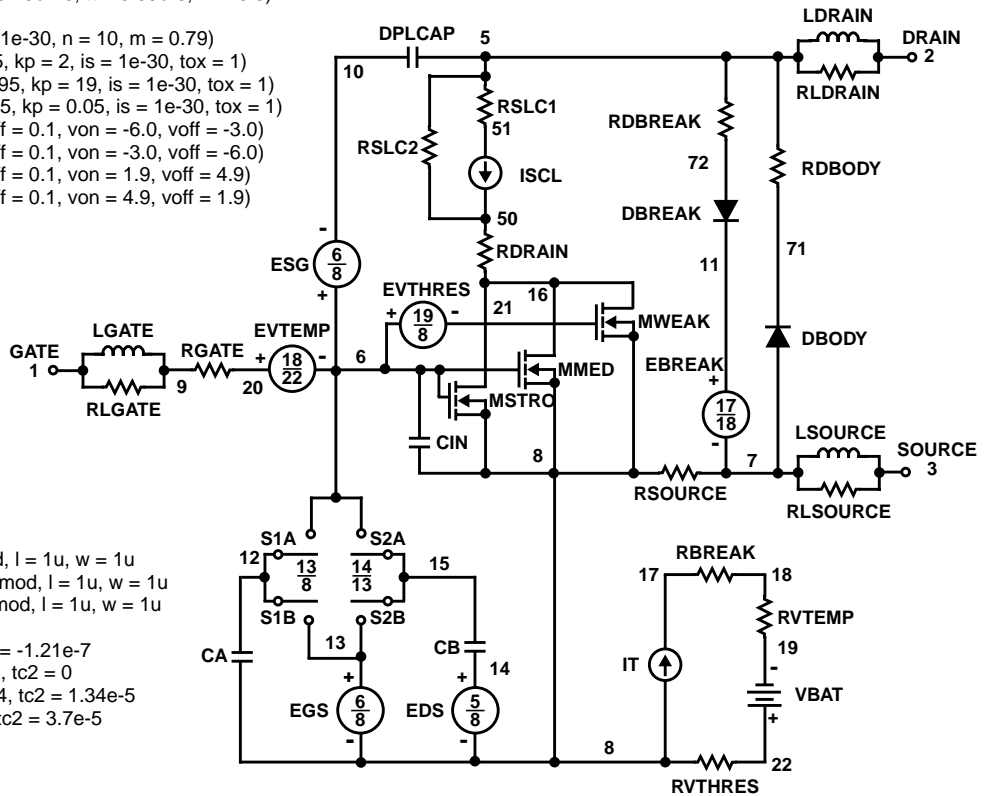 1e-30, n = 10, m = 0.79)
, kp = 2, is = 1e-30, tox = 1)
95, kp = 19, is = 1e-30, tox = 1)
5, kp = 0.05, is = 1e-30, tox = 1)
ff = 0.1, von = -6.0, voff = -3.0)
ff = 0.1, von = -3.0, voff = -6.0)
ff = 0.1, von = 1.9, voff = 4.9)
ff = 0.1, von = 4.9, voff = 1.9)
LDRAIN
DPLCAP 5 DRAIN
10 2
RLDRAIN
RSLC1
51
RDBREAK
RSLC2
72
ISCL
RDBODY
DBREAK
50
RDRAIN
71
ESG 6
8
11
EVTHRES
16
21
19
8
MWEAK
LGATE
EVTEMP
DBODY
GATE
1
RGATE
18
22
6
MMED
EBREAK
9
20
MSTRO
17
18
RLGATE
LSOURCE
CIN
8
7
SOURCE
3
RSOURCE
RLSOURCE
S1A
S2A
12
13
8
14
13
15
S1B
S2B
RBREAK
17
18
RVTEMP
13
CB
19
CA
14
IT
VBAT
EGS 6
8
EDS 5
8
8
22
RVTHRES
d, l = 1u, w = 1u
mod, l = 1u, w = 1u
mod, l = 1u, w = 1u
= -1.21e-7
, tc2 = 0
4, tc2 = 1.34e-5
tc2 = 3.7e-5